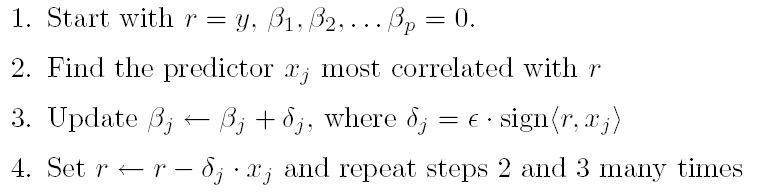 1. Start with r = y, β₁, β₂, … βₚ = 0.
2. Find the predictor xⱼ most correlated with r
3. Update βⱼ ← βⱼ + δⱼ, where δⱼ = ϵ · sign⟨r, xⱼ⟩
4. Set r ← r − δⱼ · xⱼ and repeat steps 2 and 3 many times